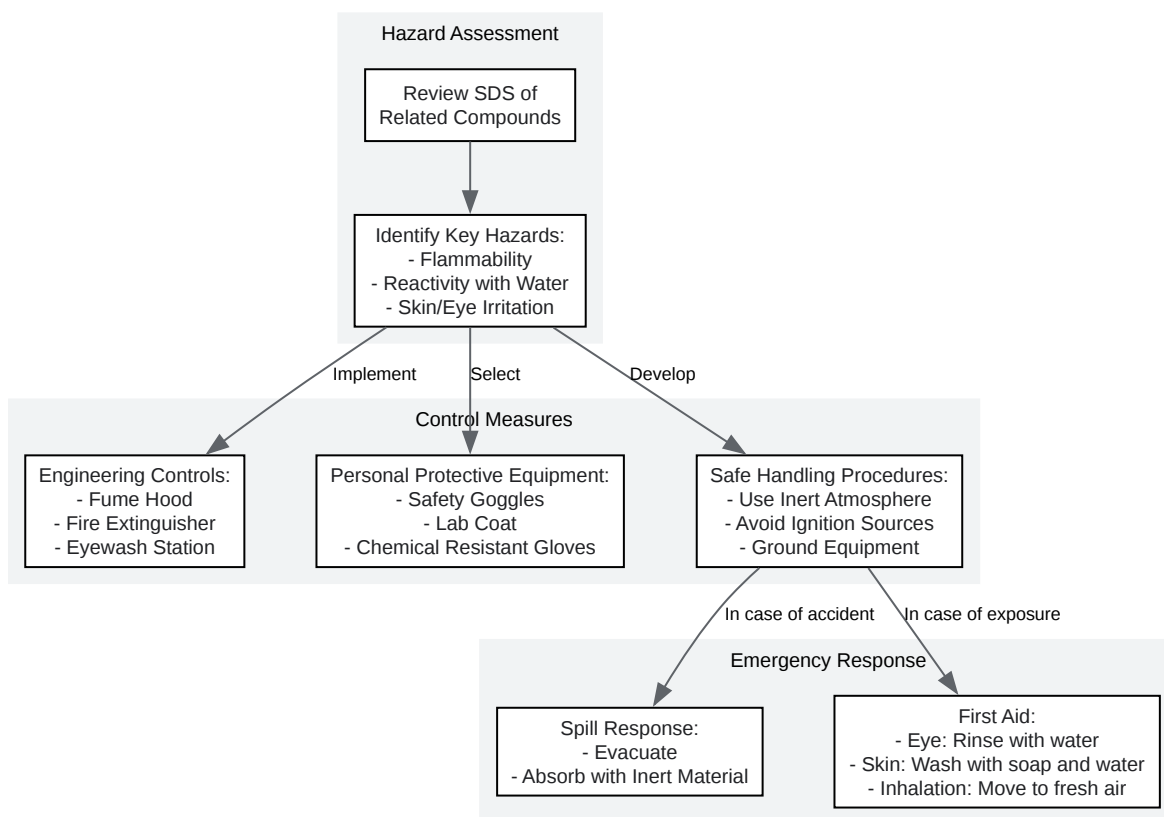 Hazard Assessment
Review SDS of
Related Compounds
Identify Key Hazards:
- Flammability
- Reactivity with Water
- Skin/Eye Irritation
Implement
Select
Develop
Control Measures
Engineering Controls:
- Fume Hood
- Fire Extinguisher
- Eyewash Station
Personal Protective Equipment:
- Safety Goggles
- Lab Coat
- Chemical Resistant Gloves
Safe Handling Procedures:
- Use Inert Atmosphere
- Avoid Ignition Sources
- Ground Equipment
In case of accident
In case of exposure
Emergency Response
Spill Response:
- Evacuate
- Absorb with Inert Material
First Aid:
- Eye: Rinse with water
- Skin: Wash with soap and water
- Inhalation: Move to fresh air